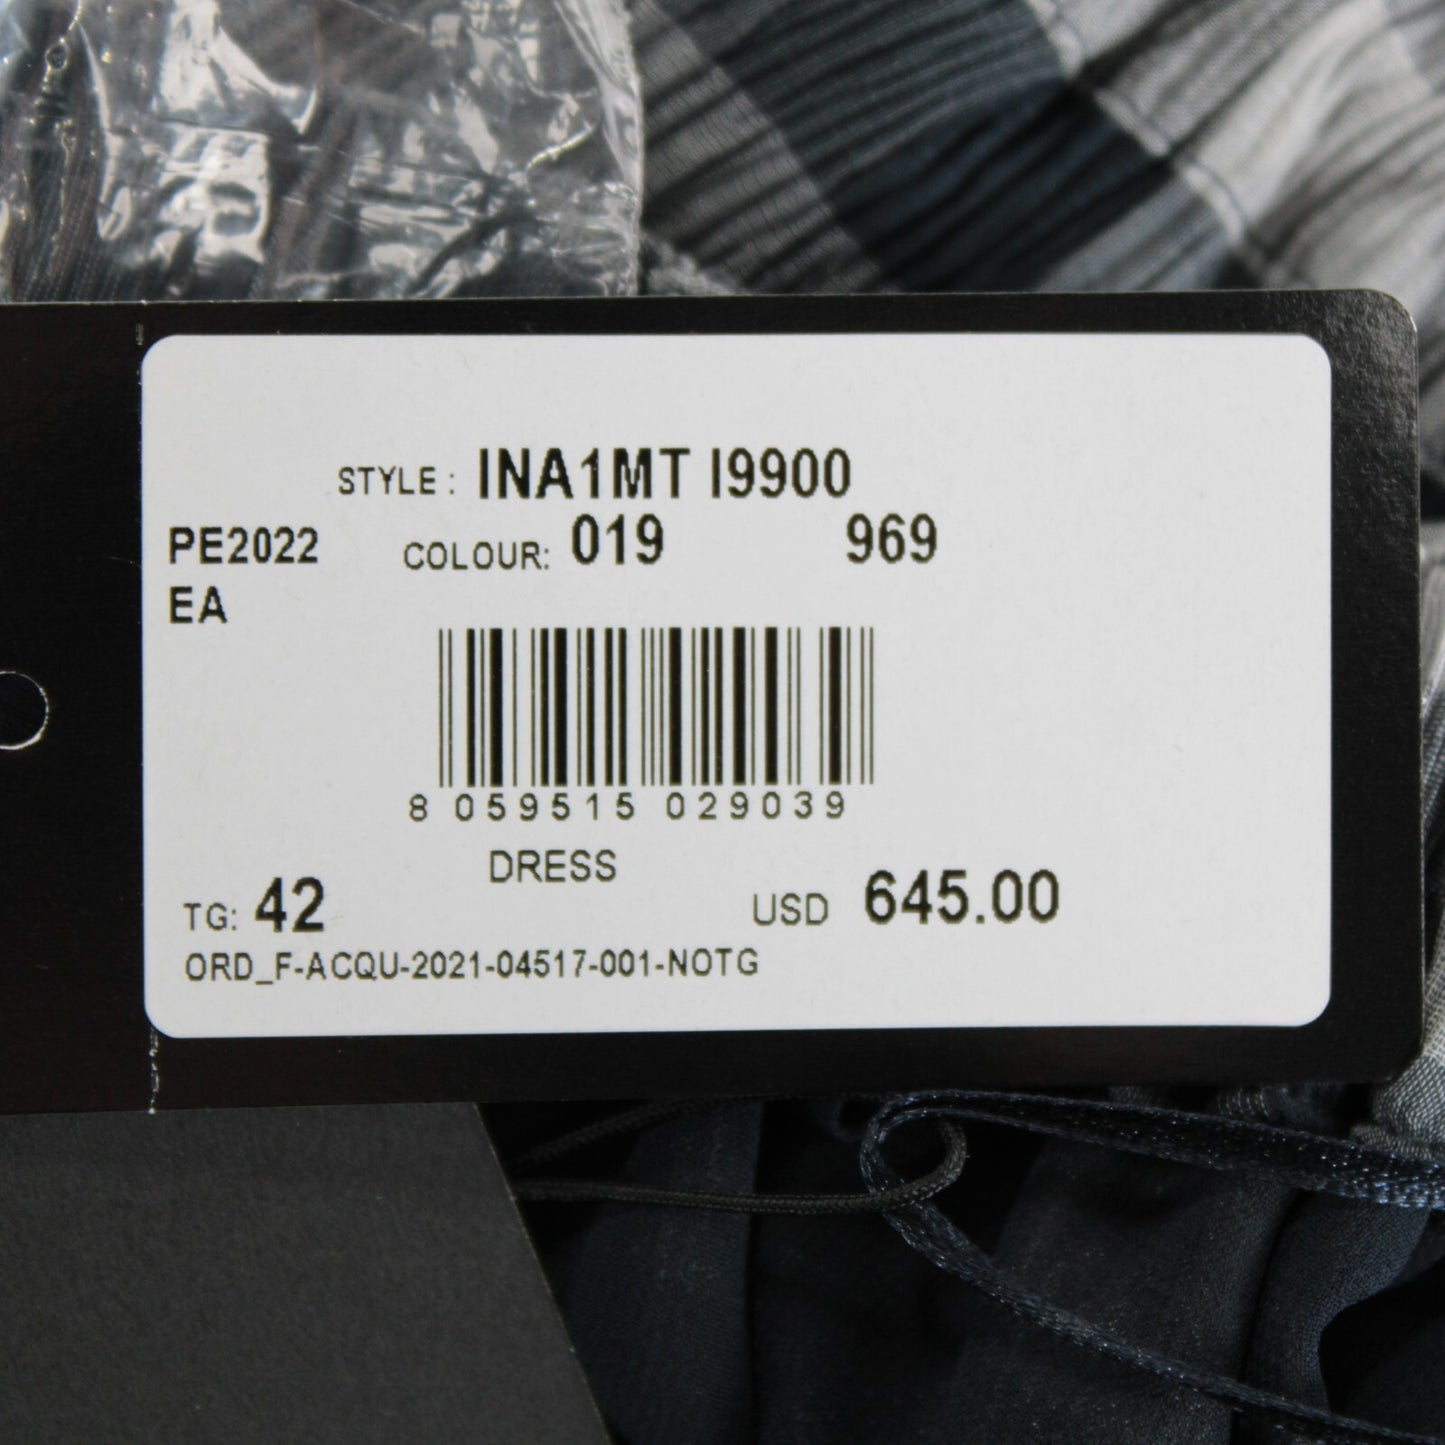 STYLE : INA1MT I9900
PE2022 COLOUR: 019 969
EA
8 059515 029039
DRESS
TG: 42 USD 645.00
ORD_F-ACQU-2021-04517-001-NOTG